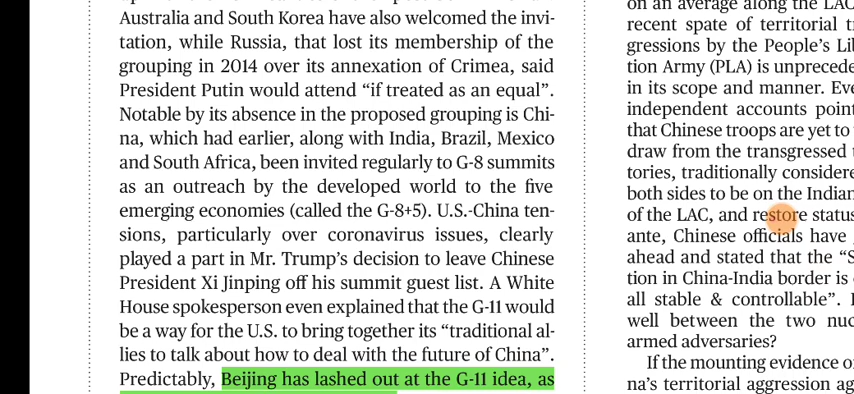 Australia and South Korea have also welcomed the invi-
tation, while Russia, that lost its membership of the
grouping in 2014 over its annexation of Crimea, said
President Putin would attend “if treated as an equal”.
Notable by its absence in the proposed grouping is Chi-
na, which had earlier, along with India, Brazil, Mexico
and South Africa, been invited regularly to G-8 summits
as an outreach by the developed world to the five
emerging economies (called the G-8+5). U.S.-China ten-
sions, particularly over coronavirus issues, clearly
played a part in Mr. Trump’s decision to leave Chinese
President Xi Jinping off his summit guest list. A White
House spokesperson even explained that the G-11 would
be a way for the U.S. to bring together its “traditional al-
lies to talk about how to deal with the future of China”.
Predictably, Beijing has lashed out at the G-11 idea, as
on an average along the LAC
recent spate of territorial
gressions by the People’s
tion Army (PLA) is
in its scope and manner.
independent accounts point
that Chinese troops are yet to
draw from the transgressed
tories, traditionally
both sides to be on the Indian
of the LAC, and restore
ante, Chinese officials have
ahead and stated that the
tion in China-India border is
all stable & controllable”.
well between the two
armed adversaries?
If the mounting evidence
na’s territorial aggression